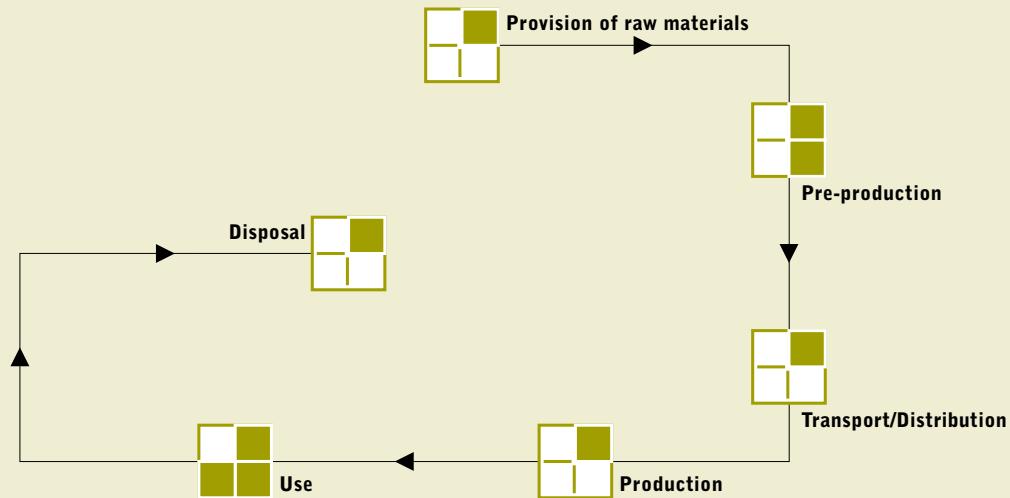 Provision of raw materials
Pre-production
Disposal
Transport/Distribution
Use
Production